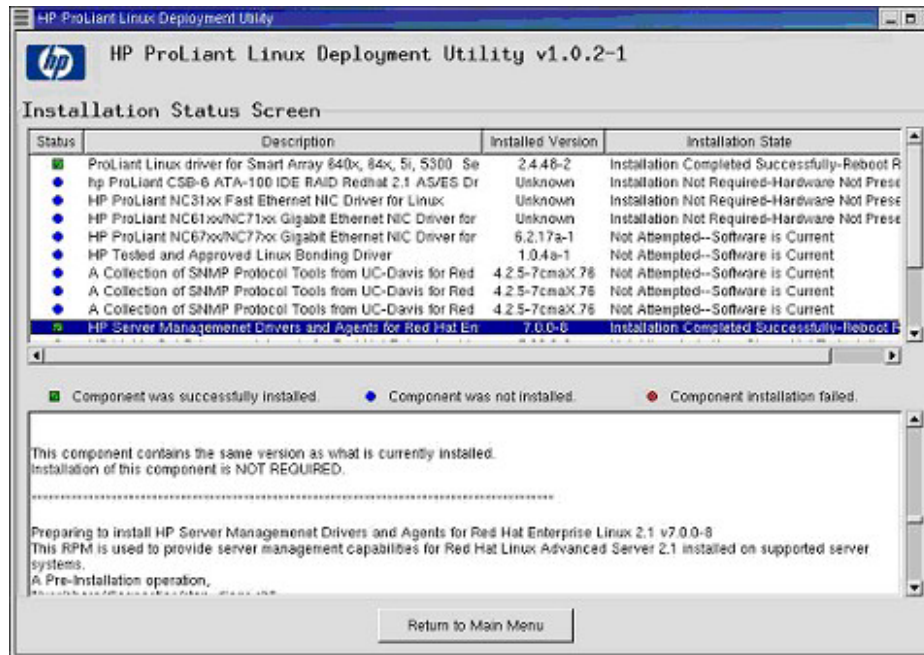 HP ProLiant Linux Deployment Utility
hp
HP ProLiant Linux Deployment Utility v1.0.2-1
Installation Status Screen
Status Description Installed Version Installation State
ProLiant Linux driver for Smart Array 640x, 64x, 5i, 5300 Se 2.4.48-2 Installation Completed Successfully-Reboot R
hp ProLiant CSB-6 ATA-100 IDE RAID Redhat 2.1 AS/ES Dr Unknown Installation Not Required-Hardware Not Prese
HP ProLiant NC31xx Fast Ethernet NIC Driver for Linux Unknown Installation Not Required-Hardware Not Prese
HP ProLiant NC61xx/NC71xx Gigabit Ethernet NIC Driver for Unknown Installation Not Required-Hardware Not Prese
HP ProLiant NC67xx/NC77xx Gigabit Ethernet NIC Driver for 6.2.17a-1 Not Attempted--Software is Current
HP Tested and Approved Linux Bonding Driver 1.0.4a-1 Not Attempted--Software is Current
A Collection of SNMP Protocol Tools from UC-Davis for Red 4.2.5-7cmaX.76 Not Attempted--Software is Current
A Collection of SNMP Protocol Tools from UC-Davis for Red 4.2.5-7cmaX.76 Not Attempted--Software is Current
A Collection of SNMP Protocol Tools from UC-Davis for Red 4.2.5-7cmaX.76 Not Attempted--Software is Current
HP Server Managemenet Drivers and Agents for Red Hat En 7.0.0-8 Installation Completed Successfully-Reboot R
Component was successfully installed. Component was not installed. Component installation failed.
This component contains the same version as what is currently installed.
Installation of this component is NOT REQUIRED.
Preparing to install HP Server Managemenet Drivers and Agents for Red Hat Enterprise Linux 2.1 v7.0.0-8
This RPM is used to provide server management capabilities for Red Hat Linux Advanced Server 2.1 installed on supported server
systems.
A Pre-Installation operation,
Return to Main Menu